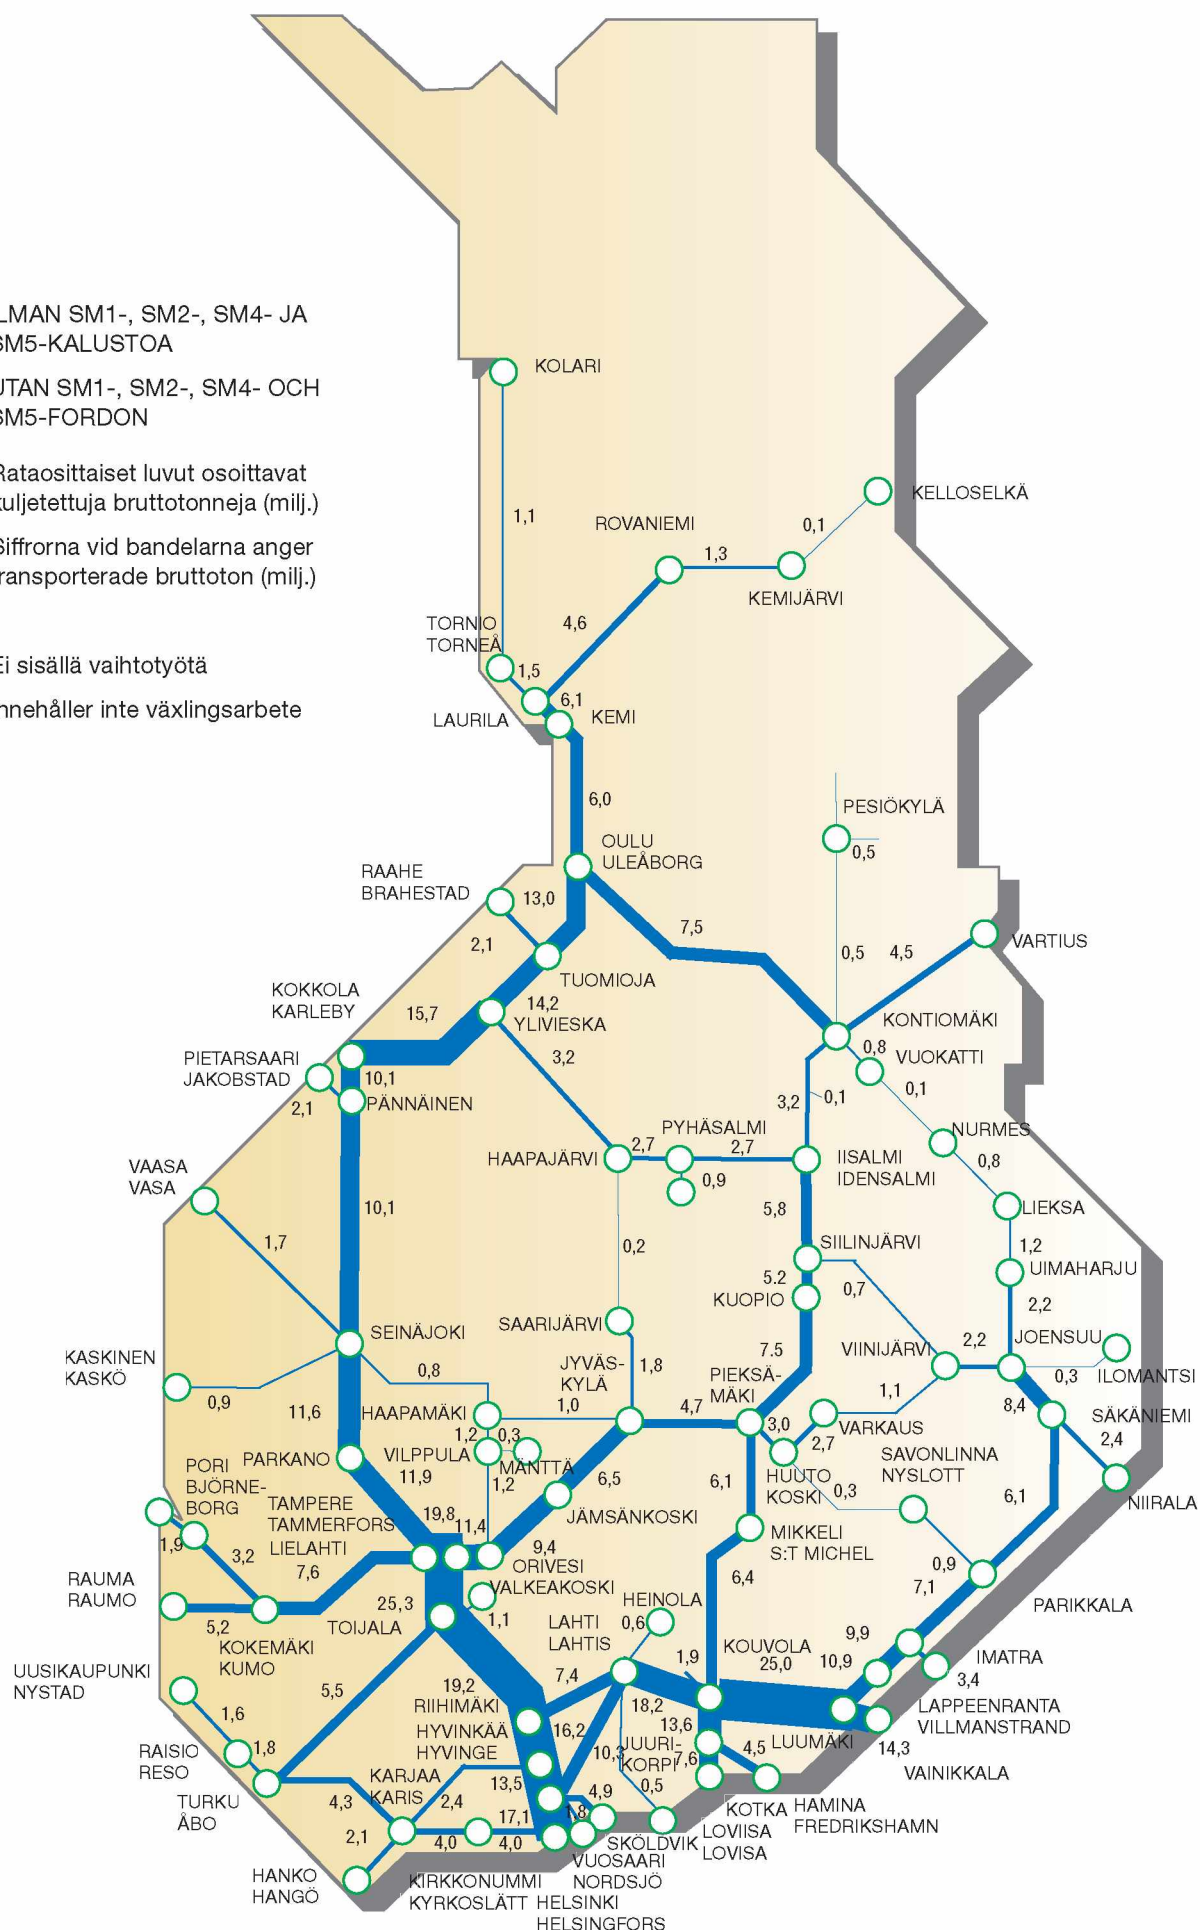 LMAN SM1-, SM2-, SM4- JA
SM5-KALUSTOA
UTAN SM1-, SM2-, SM4- OCH
SM5-FORDON
Rataosittaiset luvut osoittavat
kuljetettuja bruttotonneja (milj.)
Siffrorna vid bandelarna anger
transporterade bruttoton (milj.)
Ei sisällä vaihtotyötä
nnehåller inte växlingsarbete
KOLARI
1,1
KELLOSELKÄ
0,1
ROVANIEMI
1,3
KEMIJÄRVI
4,6
TORNIO
TORNEÅ
1,5
6,1
LAURILA
KEMI
6,0
PESIÖKYLÄ
0,5
OULU
ULEÅBORG
RAAHE
BRAHESTAD
13,0
7,5
2,1
0,5
4,5
VARTIUS
TUOMIOJA
KOKKOLA
KARLEBY
15,7
14,2
YLIVIESKA
KONTIOMÄKI
0,8
VUOKATTI
PIETARSAARI
JAKOBSTAD
10,1
3,2
2,1
PÄNNÄINEN
3,2
0,1
0,1
PYHÄSALMI
NURMES
VAASA
VASA
HAAPAJÄRVI
2,7
2,7
0,9
IISALMI
IDENSALMI
0,8
10,1
5,8
LIEKSA
1,7
0,2
SIILINJÄRVI
1,2
UIMAHARJU
5.2
KUOPIO
0,7
2,2
SEINÄJOKI
SAARIJÄRVI
JOENSUU
KASKINEN
KASKÖ
0,8
JYVÄS-
KYLÄ
1,8
7.5
VIINIJÄRVI
2,2
0,3
ILOMANTSI
0,9
PIEKSÄ-
MÄKI
1,1
11,6
HAAPAMÄKI
1,0
4,7
3,0
VARKAUS
8,4
SÄKÄNIEMI
1,2
0,3
2,7
2,4
PARKANO
VILPPULA
MÄNTTÄ
SAVONLINNA
NYSLOTT
PORI
BJÖRNE-
BORG
11,9
1,2
6,5
6,1
HUUTO
KOSKI
0,3
6,1
NIIRALA
TAMPERE
TAMMERFORS
19,8
11,4
JÄMSÄNKOSKI
LIELAHTI
MIKKELI
S:T MICHEL
1,9
3,2
7,6
9,4
ORIVESI
0,9
RAUMA
RAUMO
VALKEAKOSKI
6,4
7,1
25,3
HEINOLA
PARIKKALA
5,2
TOIJALA
1,1
LAHTI
LAHTIS
0,6
KOKEMÄKI
KUMO
KOUVOLA
9,9
UUSIKAUPUNKI
NYSTAD
1,9
25,0
10,9
IMATRA
5,5
19,2
7,4
3,4
1,6
RIIHIMÄKI
18,2
LAPPEENRANTA
VILLMANSTRAND
HYVINKÄÄ
HYVINGE
16,2
13,6
LUUMÄKI
RAISIO
RESO
1,8
10,3
JUURI-
KORPI
7,6
4,5
14,3
VAINIKKALA
TURKU
ÅBO
KARJAA
KARIS
13,5
4,9
0,5
4,3
2,4
17,1
1,8
KOTKA
HAMINA
FREDRIKSHAMN
2,1
4,0
4,0
SKÖLDVIK
LOVIISA
LOVISA
HANKO
HANGÖ
KIRKKONUMMI
KYRKOSLÄTT
VUOSAARI
NORDSJÖ
HELSINKI
HELSINGFORS